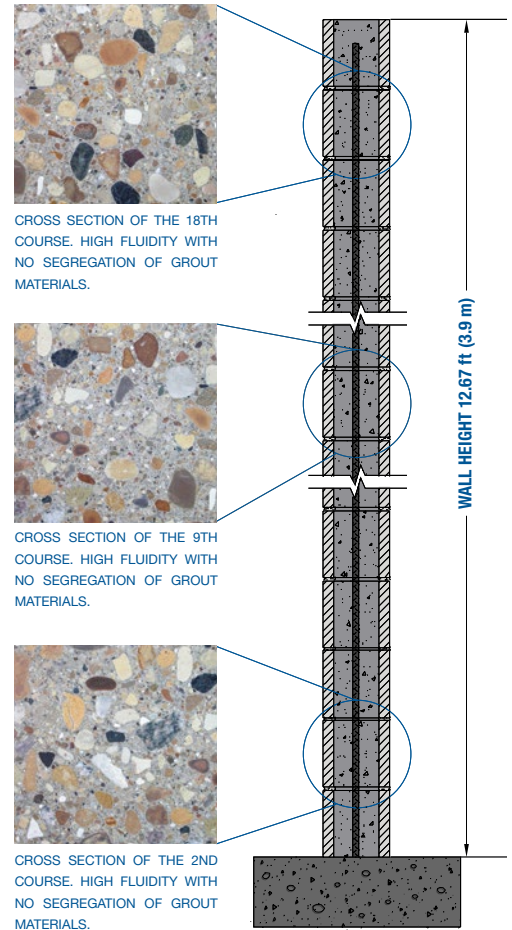 CROSS SECTION OF THE 18TH
COURSE. HIGH FLUIDITY WITH
NO SEGREGATION OF GROUT
MATERIALS.
CROSS SECTION OF THE 9TH
COURSE. HIGH FLUIDITY WITH
NO SEGREGATION OF GROUT
MATERIALS.
CROSS SECTION OF THE 2ND
COURSE. HIGH FLUIDITY WITH
NO SEGREGATION OF GROUT
MATERIALS.
WALL HEIGHT 12.67 ft (3.9 m)